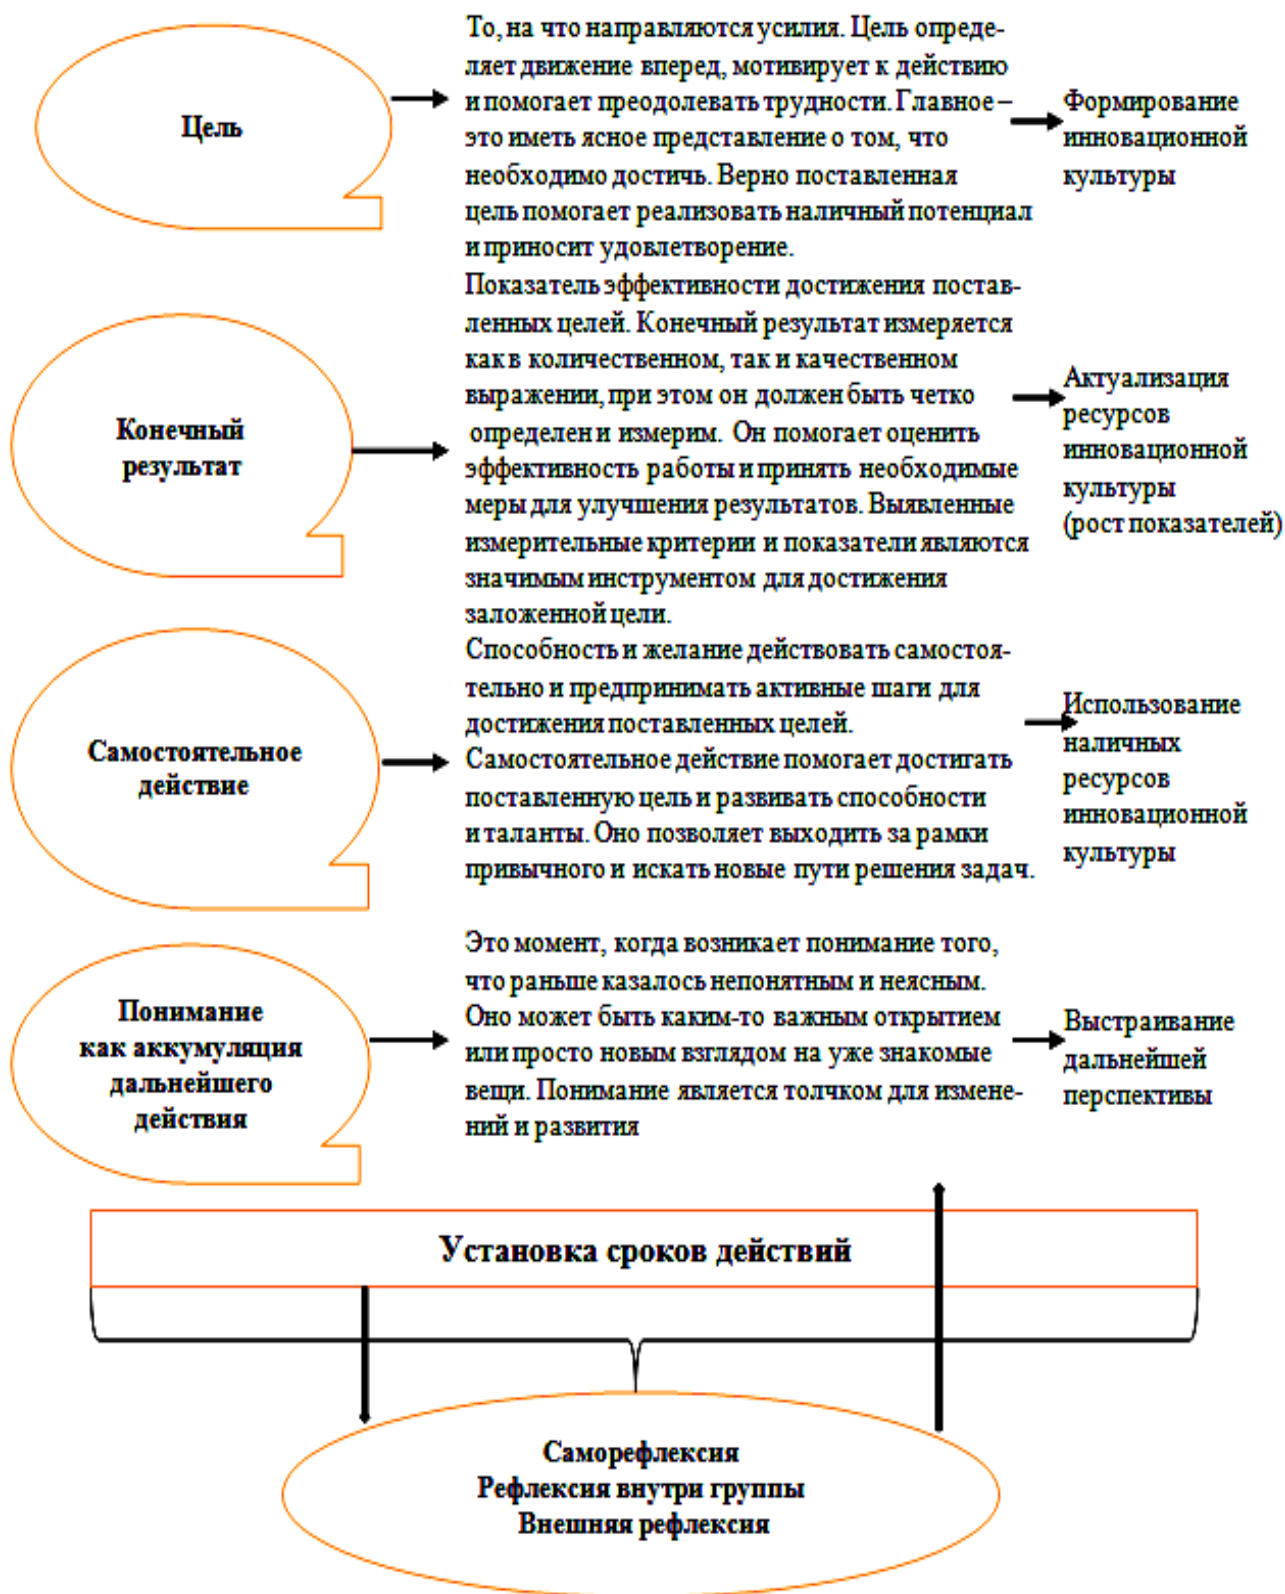 Цель
То, на что направляются усилия. Цель опреде-
ляет движение вперед, мотивирует к действию
и помогает преодолевать трудности. Главное –
это иметь ясное представление о том, что
необходимо достичь. Верно поставленная
цель помогает реализовать наличный потенциал
и приносит удовлетворение.
Формирование
инновационной
культуры
Конечный
результат
Показатель эффективности достижения постав-
ленных целей. Конечный результат измеряется
как в количественном, так и качественном
выражении, при этом он должен быть четко
определен и измерим. Он помогает оценить
эффективность работы и принять необходимые
меры для улучшения результатов. Выявленные
измерительные критерии и показатели являются
значимым инструментом для достижения
заложенной цели.
Актуализация
ресурсов
инновационной
культуры
(рост показателей)
Самостоятельное
действие
Способность и желание действовать самостоя-
тельно и предпринимать активные шаги для
достижения поставленных целей.
Самостоятельное действие помогает достигать
поставленную цель и развивать способности
и таланты. Оно позволяет выходить за рамки
привычного и искать новые пути решения задач.
Использование
наличных
ресурсов
инновационной
культуры
Понимание
как аккумуляция
дальнейшего
действия
Это момент, когда возникает понимание того,
что раньше казалось непонятным и неясным.
Оно может быть каким-то важным открытием
или просто новым взглядом на уже знакомые
вещи. Понимание является толчком для измене-
ний и развития
Выстраивание
дальнейшей
перспективы
Установка сроков действий
Саморефлексия
Рефлексия внутри группы
Внешняя рефлексия